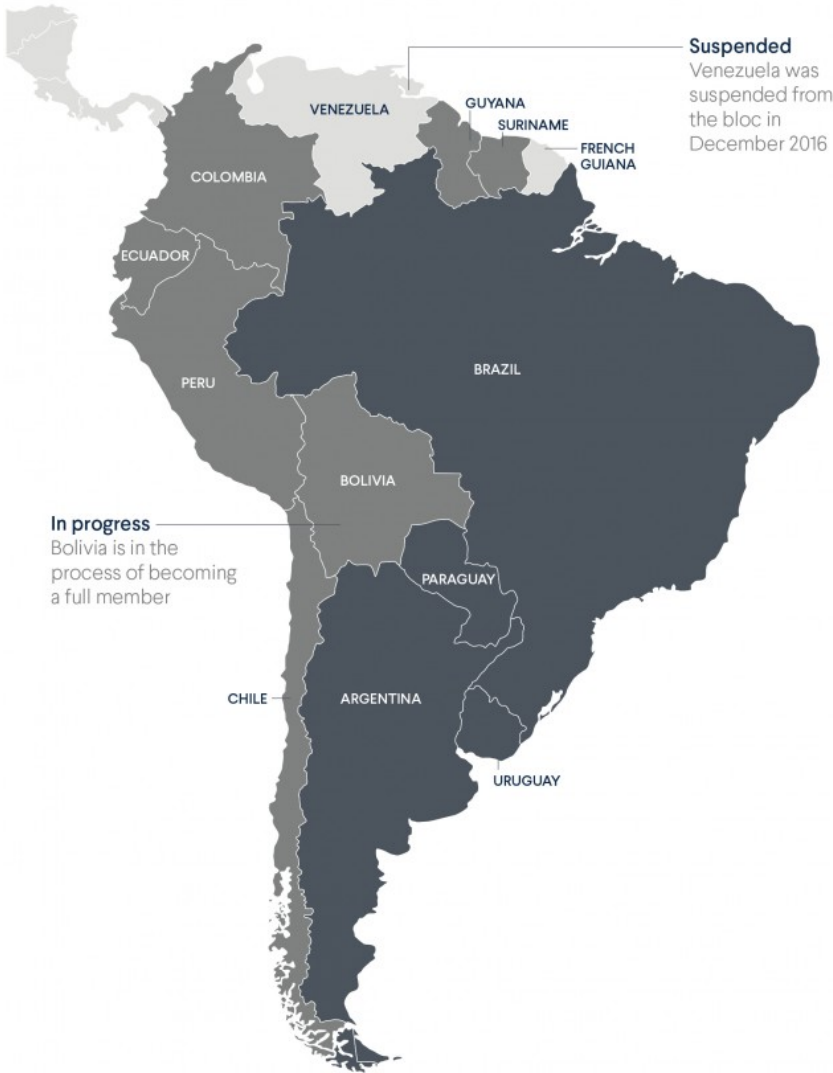 Suspended
Venezuela was
suspended from
the bloc in
December 2016
VENEZUELA
GUYANA
SURINAME
FRENCH
GUIANA
COLOMBIA
ECUADOR
PERU
BRAZIL
BOLIVIA
In progress
Bolivia is in the
process of becoming
a full member
PARAGUAY
CHILE
ARGENTINA
URUGUAY